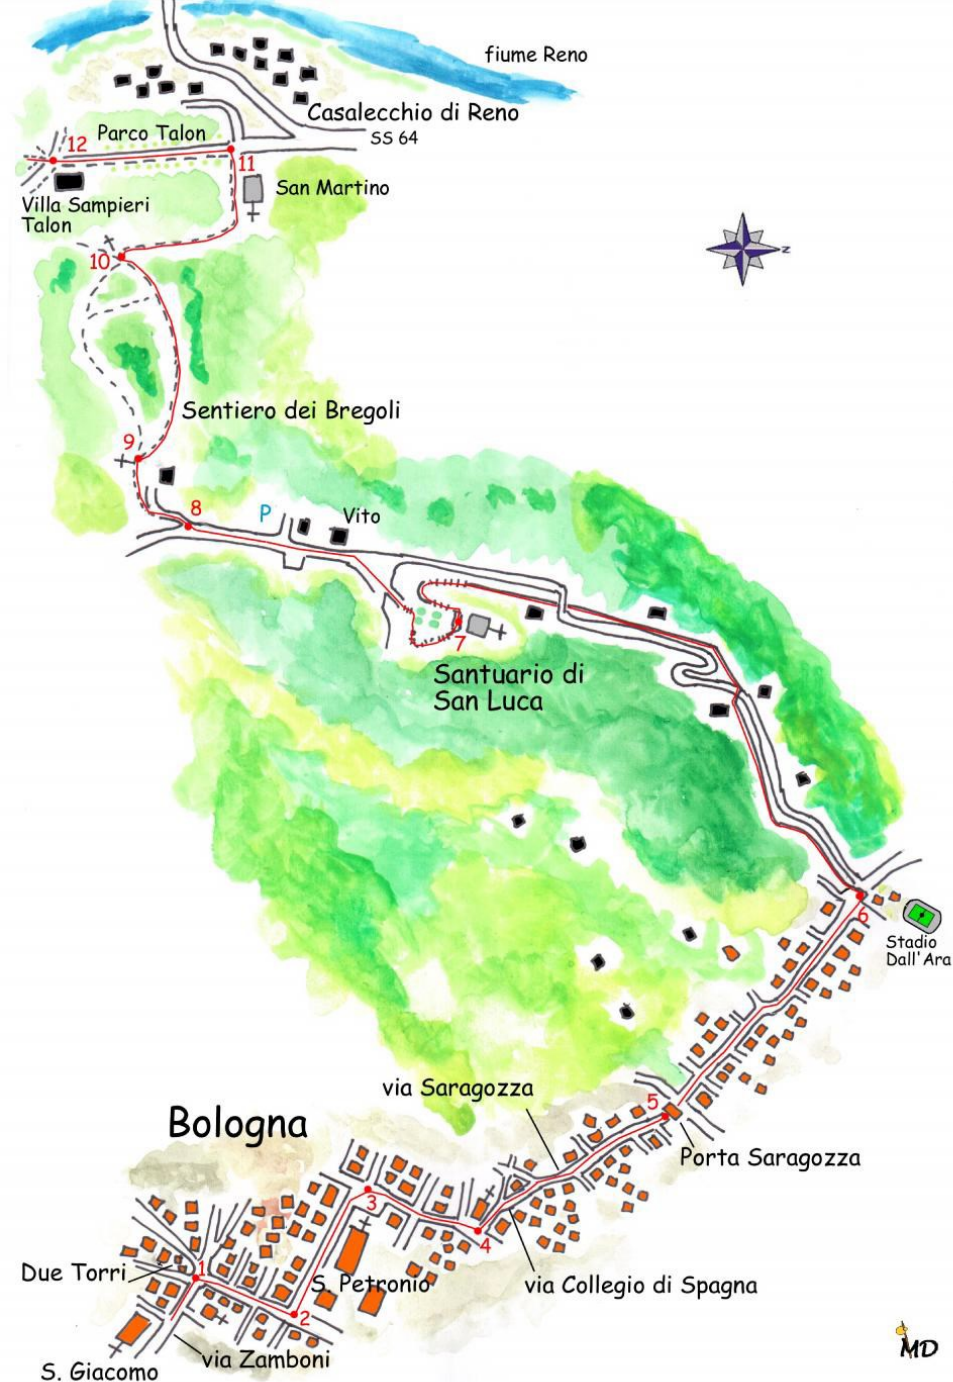 fiume Reno
Casalecchio di Reno
SS 64
Parco Talon
12
11
San Martino
Villa Sampieri
Talon
10
N
Sentiero dei Bregoli
9
8
P
Vito
7
Santuario di
San Luca
6
Stadio
Dall'Ara
via Saragozza
5
Bologna
Porta Saragozza
3
4
Due Torri
1
S. Petronio
via Collegio di Spagna
2
via Zamboni
S. Giacomo
MD